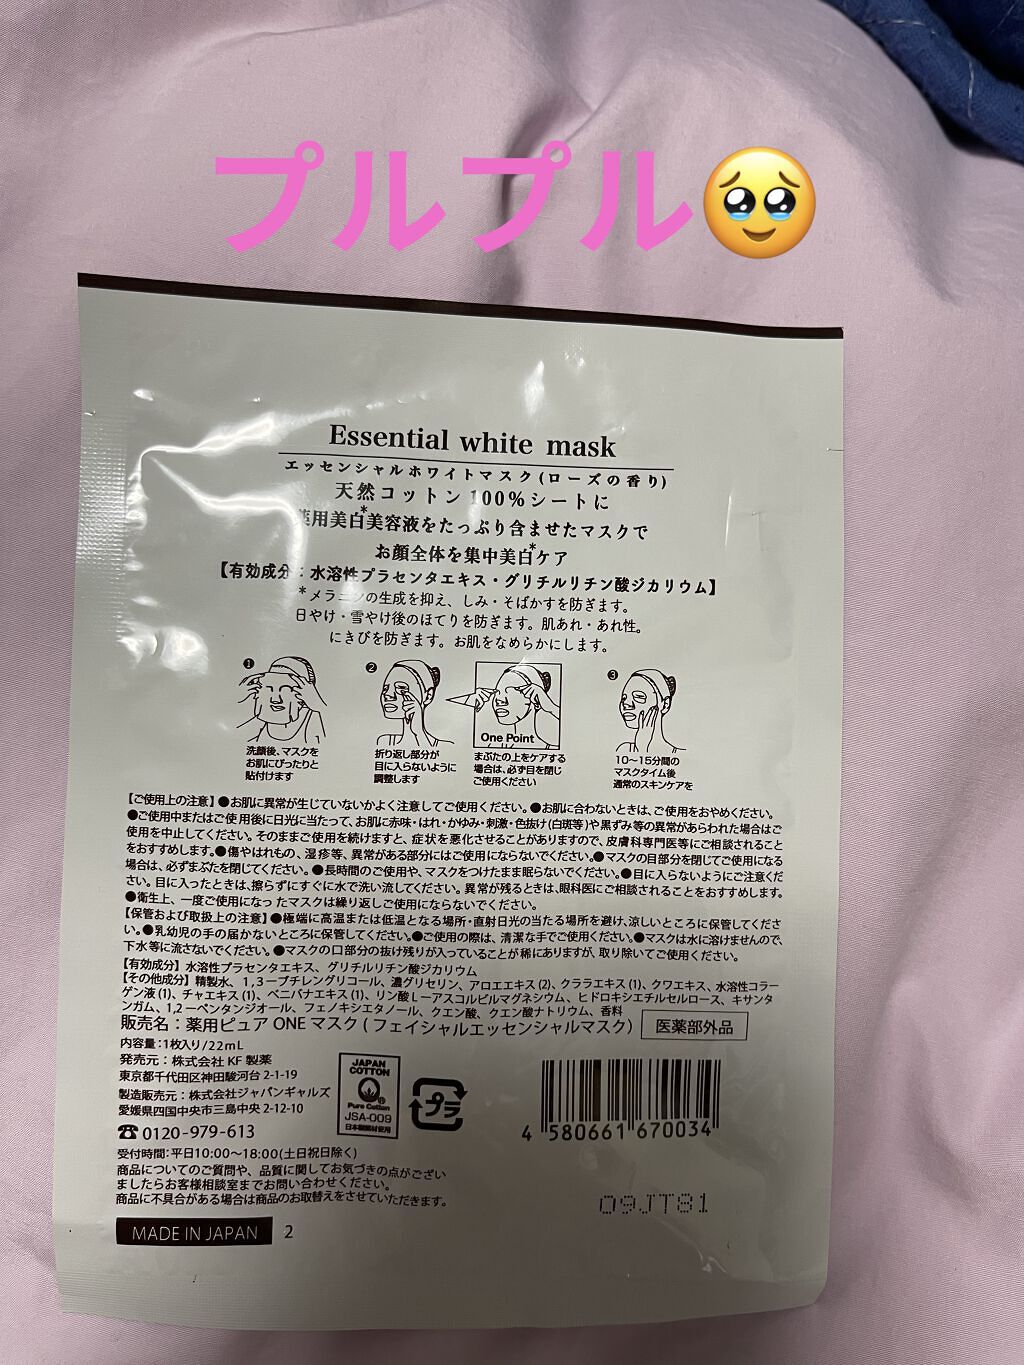 プルプル🥹
Essential white mask
エッセンシャルホワイトマスク(ローズの香り)
天然コットン100%シートに
薬用美白*美容液をたっぷり含ませたマスクで
お顔全体を集中美白*ケア
【有効成分：水溶性プラセンタエキス・グリチルリチン酸ジカリウム】
*メラニンの生成を抑え、しみ・そばかすを防ぎます。
日やけ・雪やけ後のほてりを防ぎます。肌あれ・あれ性。
にきびを防ぎます。お肌をなめらかにします。
❶
洗顔後、マスクを
お肌にぴったりと
貼付けます
❷
折り返し部分が
目に入らないように
調整します
One Point
まぶたの上をケアする
場合は、必ず目を閉じ
ご使用ください
❸
10～15分間の
マスクタイム後
通常のスキンケアを
【ご使用上の注意】●お肌に異常が生じていないかよく注意してご使用ください。●お肌に合わないときは、ご使用をおやめください。
●ご使用中またはご使用後に日光に当たって、お肌に赤味・はれ・かゆみ・刺激・色抜け(白斑等)や黒ずみ等の異常があらわれた場合はご
使用を中止してください。そのままご使用を続けますと、症状を悪化させることがありますので、皮膚科専門医等にご相談されること
をおすすめします。●傷やはれもの、湿疹等、異常がある部分にはご使用にならないでください。●マスクの目部分を閉じてご使用になる
場合は、必ずまぶたを閉じてください。●長時間のご使用や、マスクをつけたまま眠らないでください。●目に入らないようにご注意くだ
さい。目に入ったときは、擦らずにすぐに水で洗い流してください。異常が残るときは、眼科医にご相談されることをおすすめします。
●衛生上、一度ご使用になったマスクは繰り返しご使用にならないでください。
【保管および取扱上の注意】●極端に高温または低温となる場所・直射日光の当たる場所を避け、涼しいところに保管してくださ
い。●乳幼児の手の届かないところに保管してください。●ご使用の際は、清潔な手でご使用ください。●マスクは水に溶けませんので、
下水等に流さないでください。●マスクの口部分の抜け残りが入っていることが稀にありますが、取り除いてご使用ください。
【有効成分】水溶性プラセンタエキス、グリチルリチン酸ジカリウム
【その他成分】精製水、1,3－ブチレングリコール、濃グリセリン、アロエエキス(2)、クララエキス(1)、クワエキス、水溶性コラー
ゲン液(1)、チャエキス(1)、ベニバナエキス(1)、リン酸L－アスコルビルマグネシウム、ヒドロキシエチルセルロース、キサンタ
ンガム、1,2－ペンタンジオール、フェノキシエタノール、クエン酸、クエン酸ナトリウム、香料
販売名：薬用ピュア ONE マスク(フェイシャルエッセンシャルマスク) 医薬部外品
内容量：1枚入り/22mL
発売元：株式会社 KF 製薬
東京都千代田区神田駿河台 2-1-19
製造販売元：株式会社ジャパンギャルズ
愛媛県四国中央市三島中央 2-12-10
☎ 0120-979-613
受付時間：平日10:00～18:00(土日祝日除く)
商品についてのご質問や、品質に関してお気づきの点がござい
ましたらお客様相談室までお問い合わせください。
商品に不具合がある場合は商品のお取替えをさせていただきます。
JAPAN
COTTON
Pure Cotton
JSA-009
日本綿素材使用
プラ
4 580661 670034
09JT81
MADE IN JAPAN 2